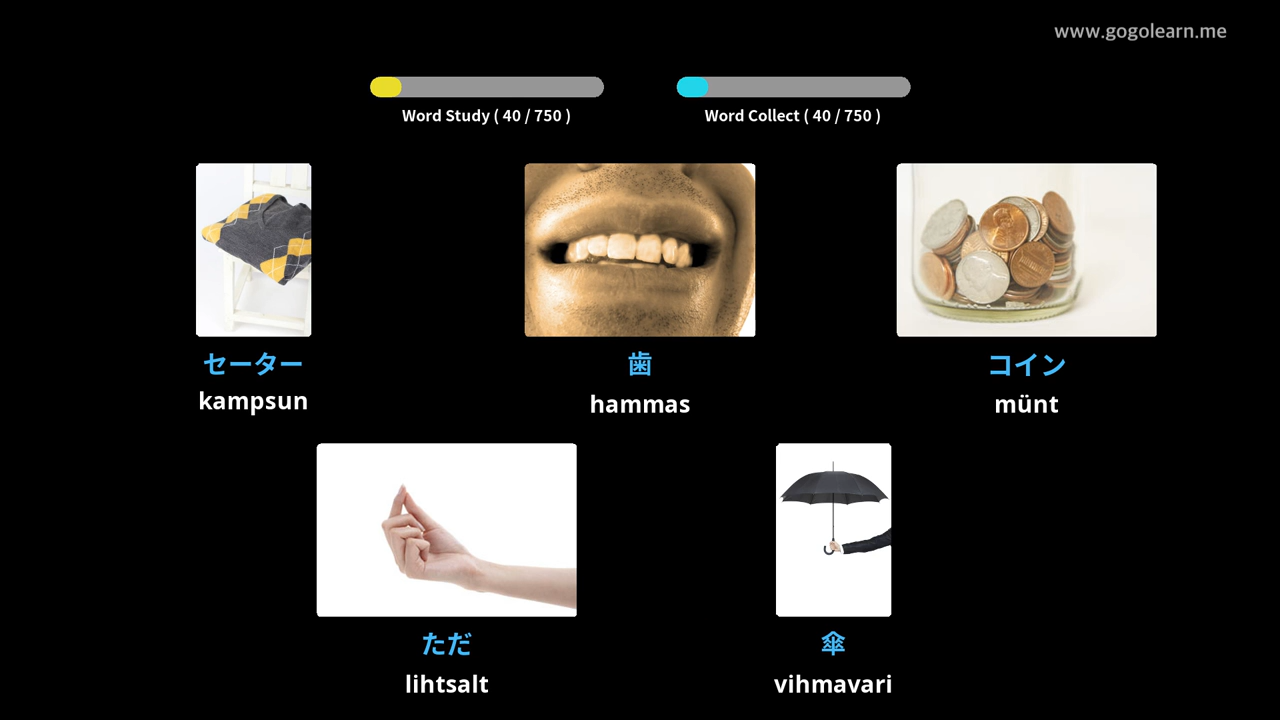 www.gogolearn.me
Word Study ( 40 / 750 )
Word Collect ( 40 / 750 )
セーター
kampsun
歯
hammas
コイン
münt
ただ
lihtsalt
傘
vihmavari